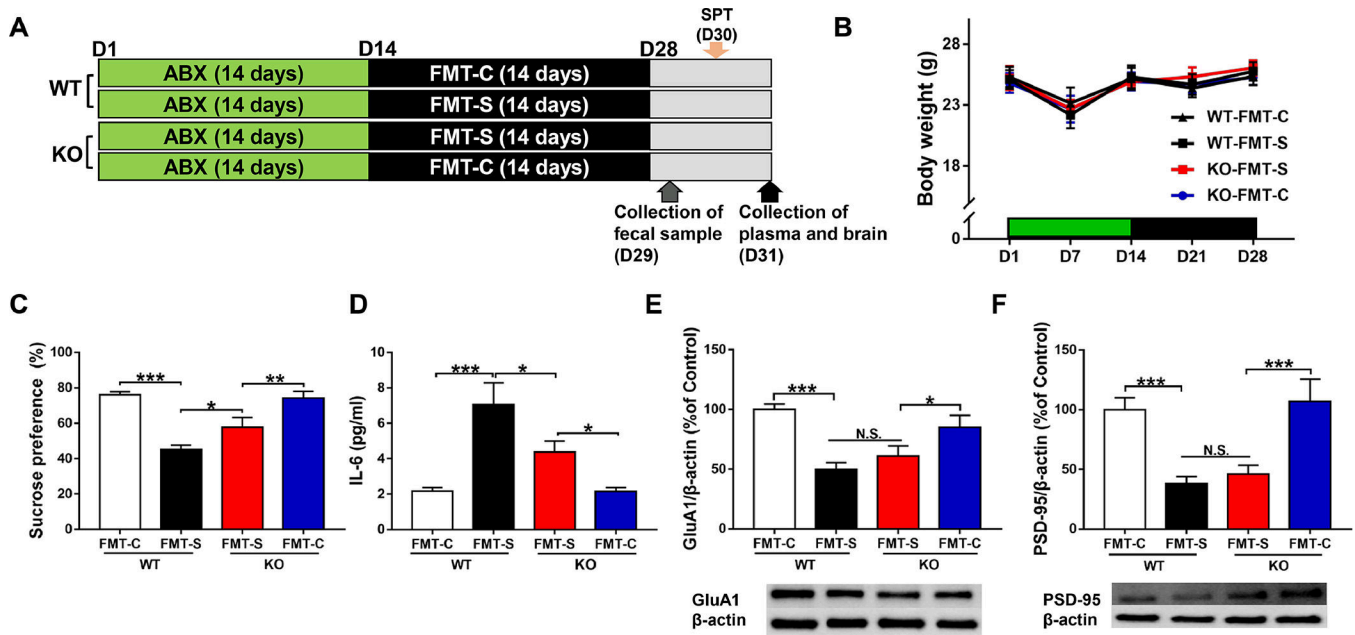 A
D1
D14
D28
SPT
(D30)
WT
KO
ABX (14 days)
FMT-C (14 days)
ABX (14 days)
FMT-S (14 days)
ABX (14 days)
FMT-S (14 days)
ABX (14 days)
FMT-C (14 days)
Collection of
fecal sample
(D29)
Collection of
plasma and brain
(D31)
B
Body weight (g)
28
23
18
0
D1
D7
D14
D21
D28
WT-FMT-C
WT-FMT-S
KO-FMT-S
KO-FMT-C
C
Sucrose preference (%)
100
80
60
40
20
0
***
*
**
FMT-C
FMT-S
FMT-S
FMT-C
WT
KO
D
IL-6 (pg/ml)
10
8
6
4
2
0
***
*
*
FMT-C
FMT-S
FMT-S
FMT-C
WT
KO
E
GluA1/β-actin (%of Control)
150
100
50
0
***
N.S.
*
FMT-C
FMT-S
FMT-S
FMT-C
WT
KO
GluA1
β-actin
F
PSD-95/β-actin (%of Control)
150
100
50
0
***
N.S.
***
FMT-C
FMT-S
FMT-S
FMT-C
WT
KO
PSD-95
β-actin